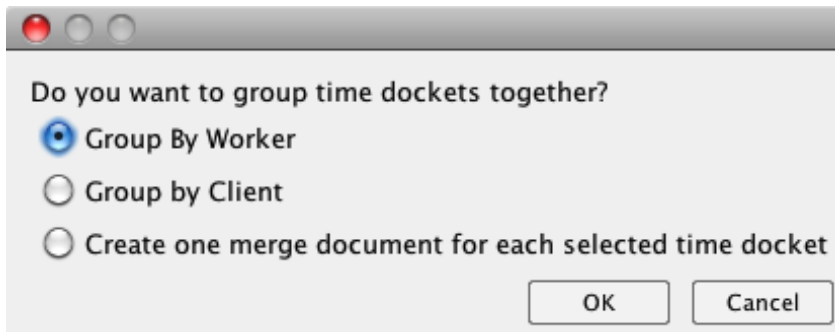 Do you want to group time dockets together?
Group By Worker
Group by Client
Create one merge document for each selected time docket
OK Cancel